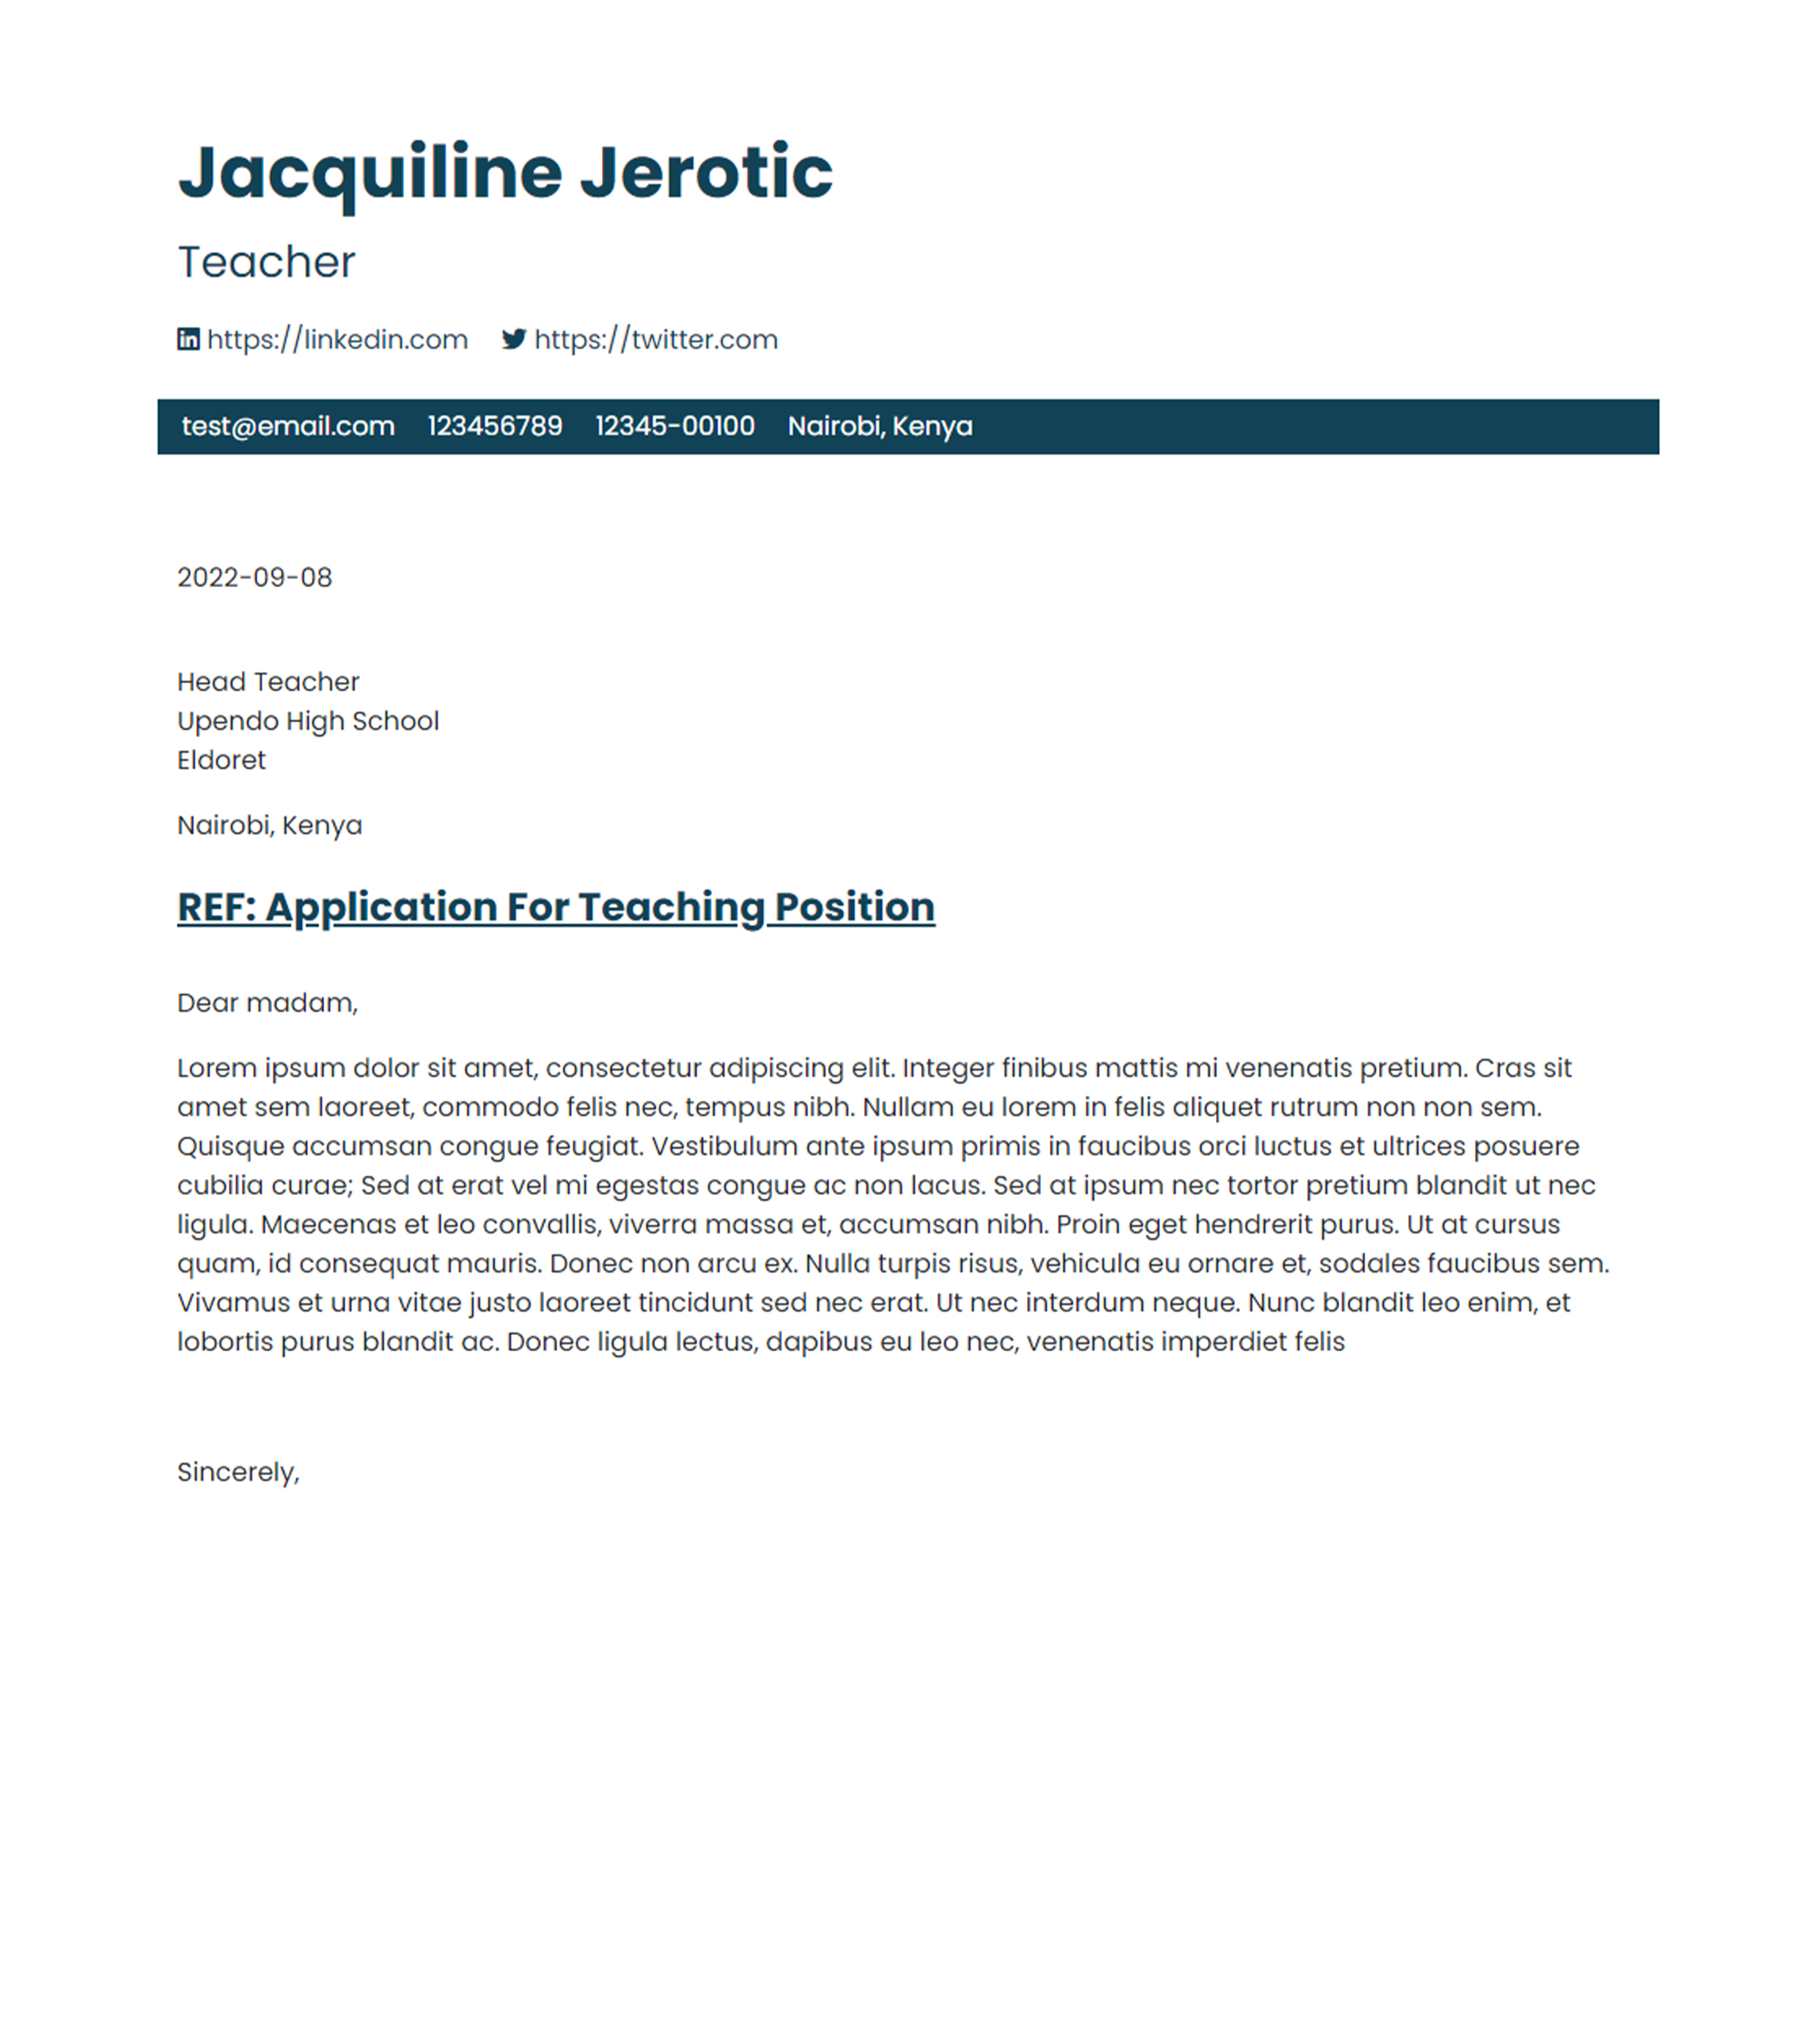 Jacquiline Jerotic
Teacher
https://linkedin.com https://twitter.com
test@email.com 123456789 12345-00100 Nairobi, Kenya
2022-09-08
Head Teacher
Upendo High School
Eldoret
Nairobi, Kenya
REF: Application For Teaching Position
Dear madam,
Lorem ipsum dolor sit amet, consectetur adipiscing elit. Integer finibus mattis mi venenatis pretium. Cras sit
amet sem laoreet, commodo felis nec, tempus nibh. Nullam eu lorem in felis aliquet rutrum non non sem.
Quisque accumsan congue feugiat. Vestibulum ante ipsum primis in faucibus orci luctus et ultrices posuere
cubilia curae; Sed at erat vel mi egestas congue ac non lacus. Sed at ipsum nec tortor pretium blandit ut nec
ligula. Maecenas et leo convallis, viverra massa et, accumsan nibh. Proin eget hendrerit purus. Ut at cursus
quam, id consequat mauris. Donec non arcu ex. Nulla turpis risus, vehicula eu ornare et, sodales faucibus sem.
Vivamus et urna vitae justo laoreet tincidunt sed nec erat. Ut nec interdum neque. Nunc blandit leo enim, et
lobortis purus blandit ac. Donec ligula lectus, dapibus eu leo nec, venenatis imperdiet felis
Sincerely,